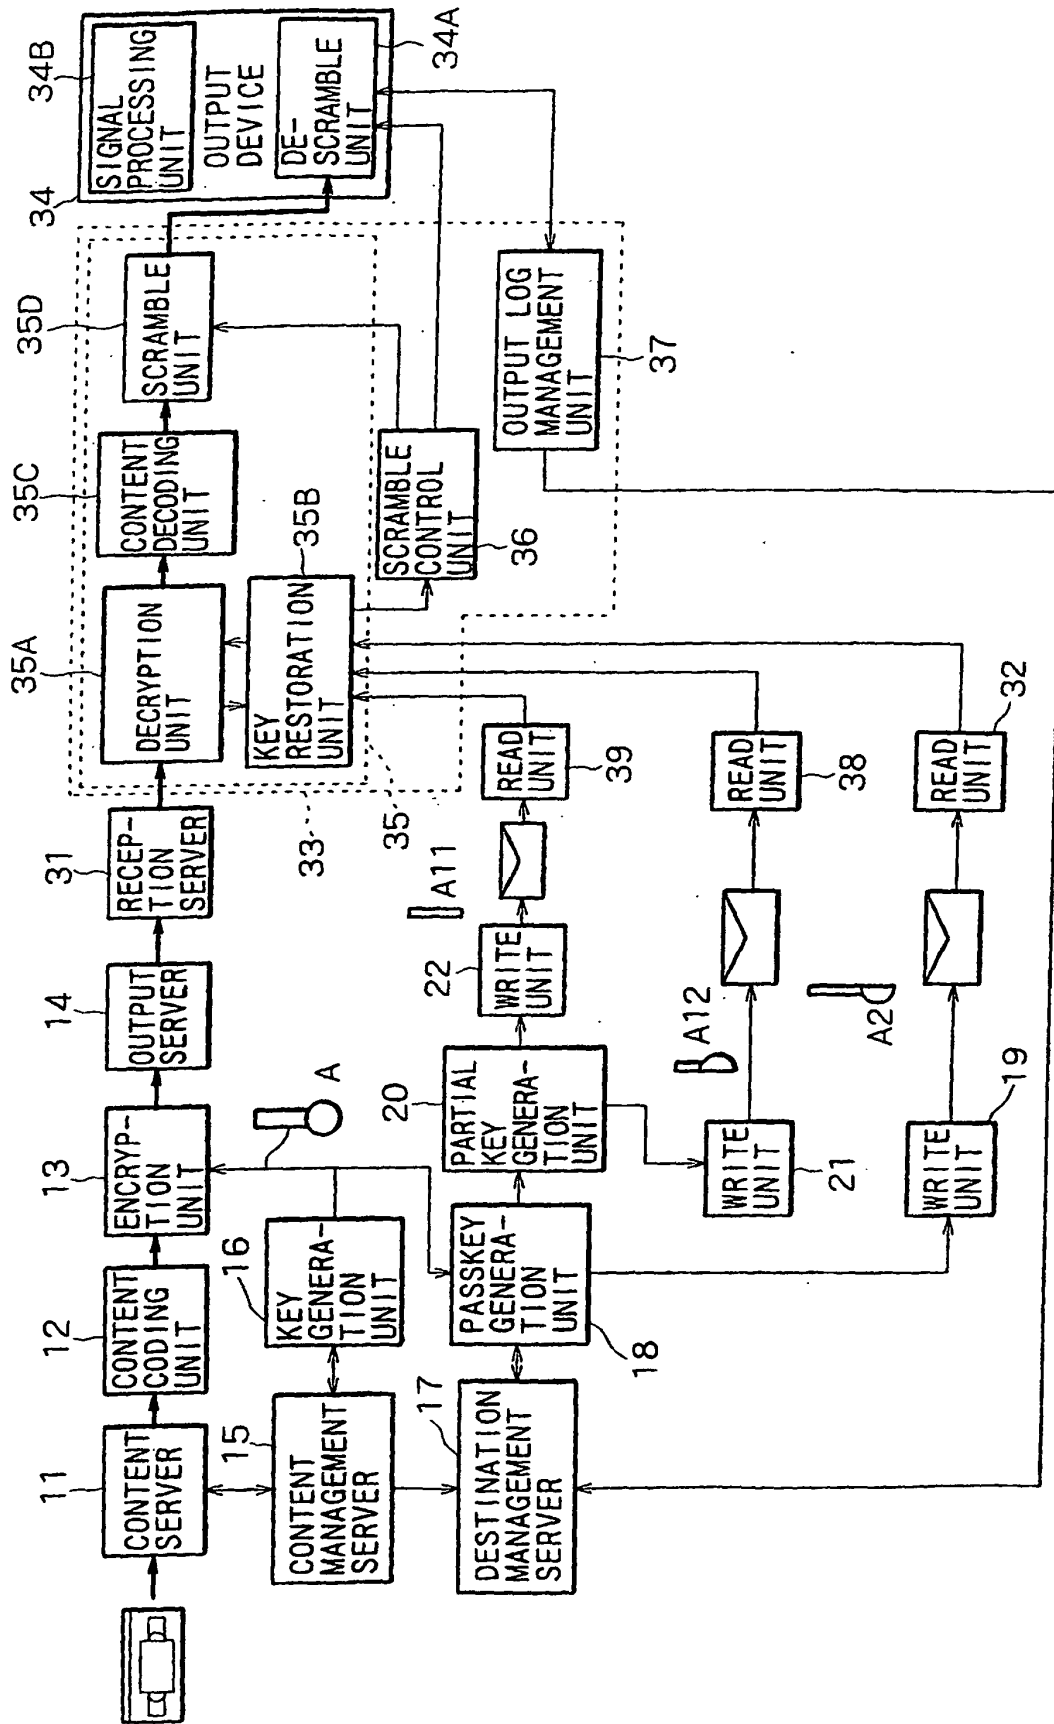 11
CONTENT
SERVER
12
CONTENT
CODING
UNIT
13
ENCRYP-
TION
UNIT
14
OUTPUT
SERVER
31
RECEP-
TION
SERVER
35A
DECRYPTION
UNIT
35C
CONTENT
DECODING
UNIT
35D
SCRAMBLE
UNIT
34
34B
SIGNAL
PROCESSING
UNIT
OUTPUT
DEVICE
DE-
SCRAMBLE
UNIT
34A
15
CONTENT
MANAGEMENT
SERVER
16
KEY
GENERA-
TION
UNIT
A
KEY
RESTORATION
UNIT
35B
33
35
SCRAMBLE
CONTROL
UNIT
36
OUTPUT LOG
MANAGEMENT
UNIT
37
17
DESTINATION
MANAGEMENT
SERVER
PASSKEY
GENERA-
TION
UNIT
18
20
PARTIAL
KEY
GENERA-
TION
UNIT
22
WRITE
UNIT
A11
READ
UNIT
39
WRITE
UNIT
21
A12
READ
UNIT
38
WRITE
UNIT
19
A2
READ
UNIT
32